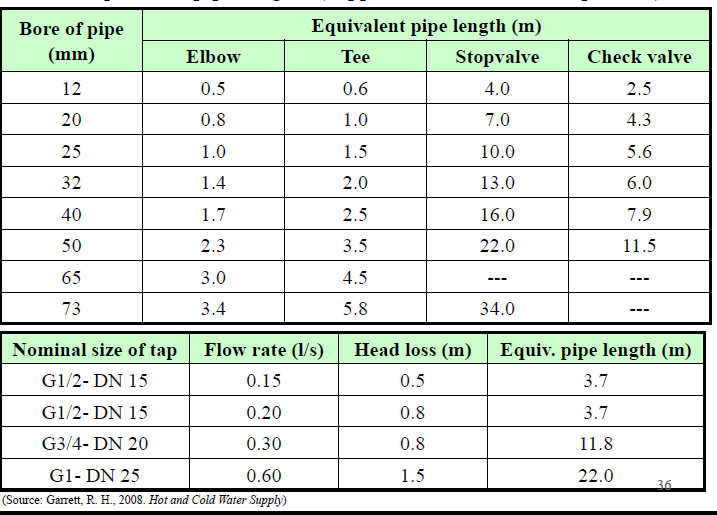 Bore of pipe (mm) Equivalent pipe length (m)
Elbow Tee Stopvalve Check valve
12 0.5 0.6 4.0 2.5
20 0.8 1.0 7.0 4.3
25 1.0 1.5 10.0 5.6
32 1.4 2.0 13.0 6.0
40 1.7 2.5 16.0 7.9
50 2.3 3.5 22.0 11.5
65 3.0 4.5 --- ---
73 3.4 5.8 34.0 ---
Nominal size of tap Flow rate (l/s) Head loss (m) Equiv. pipe length (m)
G1/2- DN 15 0.15 0.5 3.7
G1/2- DN 15 0.20 0.8 3.7
G3/4- DN 20 0.30 0.8 11.8
G1- DN 25 0.60 1.5 22.0
36
(Source: Garrett, R. H., 2008. Hot and Cold Water Supply)